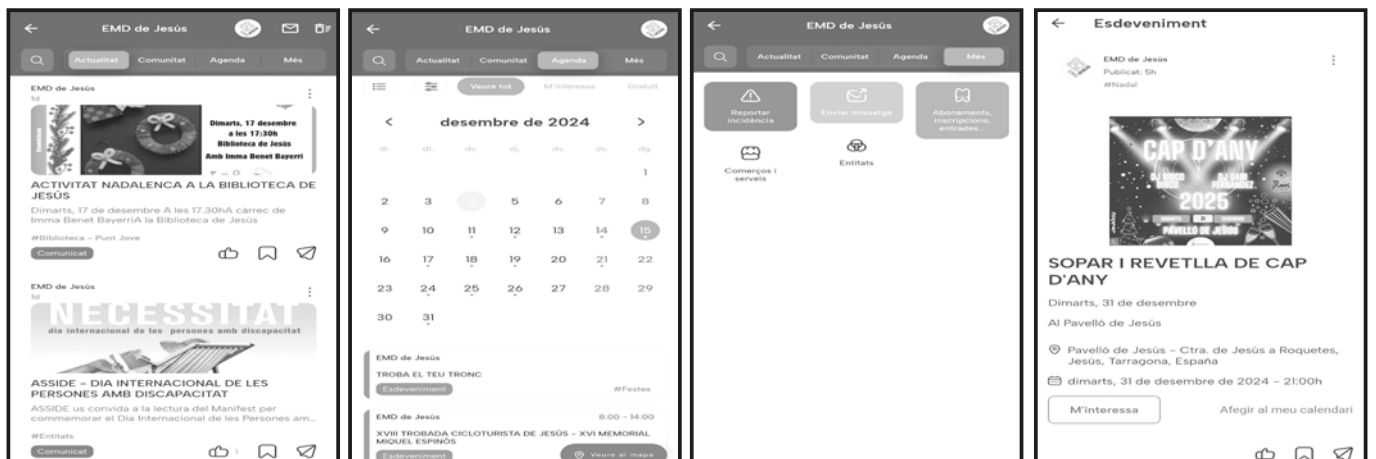 EMD de Jesús
Actualitat Comunitat Agenda Més
EMD de Jesús
1d
Dimarts, 17 desembre
a les 17:30h
Biblioteca de Jesús
Amb Imma Benet Bayerri
ACTIVITAT NADALENCA A LA BIBLIOTECA DE
JESÚS
Dimarts, 17 de desembre A les 17.30hA càrrec de
Imma Benet BayerriA la Biblioteca de Jesús
#Biblioteca - Punt Jove
Comunicat
EMD de Jesús
1d
NECESSITAT
dia internacional de les persones amb discapacitat
ASSIDE - DIA INTERNACIONAL DE LES
PERSONES AMB DISCAPACITAT
ASSIDE us convida a la lectura del Manifest per
commemorar el Dia Internacional de les Persones am...
#Entitats
Comunicat 1
EMD de Jesús
Actualitat Comunitat Agenda Més
Veure tot M'interessa Gratuït
< desembre de 2024 >
dl. dt. dc. dj. dv. ds. dg.
1
2 3 4 5 6 7 8
9 10 11 12 13 14 15
16 17 18 19 20 21 22
23 24 25 26 27 28 29
30 31
EMD de Jesús
TROBA EL TEU TRONC
Esdeveniment #Festes
EMD de Jesús 8:00 - 14:00
XVIII TROBADA CICLOTURISTA DE JESÚS - XVI MEMORIAL
MIQUEL ESPINÓS
Esdeveniment Veure al mapa
EMD de Jesús
Actualitat Comunitat Agenda Més
Reportar
incidència
Enviar missatge
Abonaments,
inscripcions,
entrades...
Comerços i
serveis
Entitats
Esdeveniment
EMD de Jesús
Publicat: 5h
#Nadal
CAP D'ANY
DJ DISCO
DISCO
DJ DANI
FERNÁNDEZ
2025
DIMARTS 31 DESEMBRE
PAVELLÓ DE JESÚS
SOPAR I REVETLLA DE CAP
D'ANY
Dimarts, 31 de desembre
Al Pavelló de Jesús
Pavelló de Jesús - Ctra. de Jesús a Roquetes,
Jesús, Tarragona, España
dimarts, 31 de desembre de 2024 - 21:00h
M'interessa Afegir al meu calendari